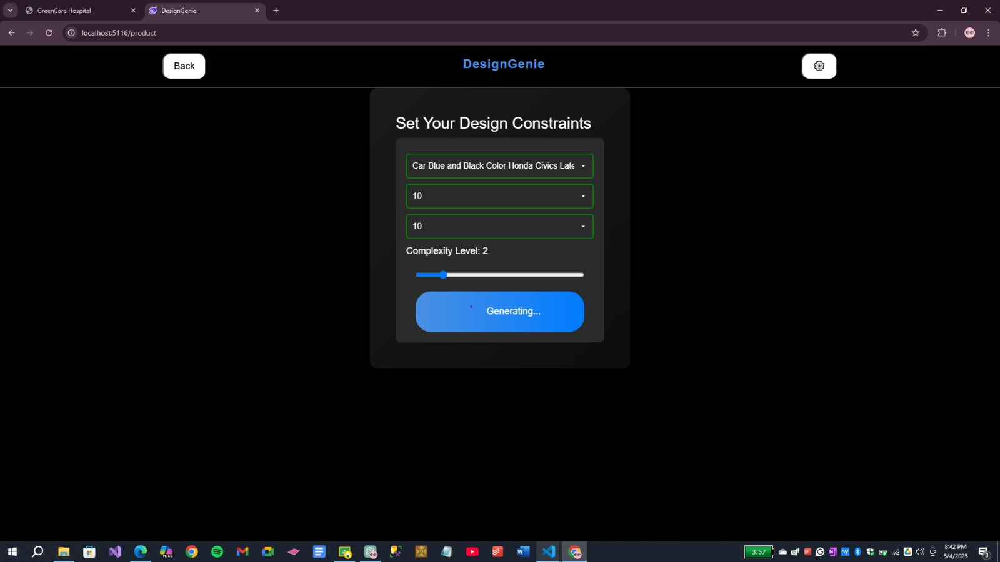 GreenCare Hospital
DesignGenie
localhost:5116/product
Back
DesignGenie
Set Your Design Constraints
Car Blue and Black Color Honda Civics Late
10
10
Complexity Level: 2
Generating...
3:57
8:42 PM
5/4/2025
3